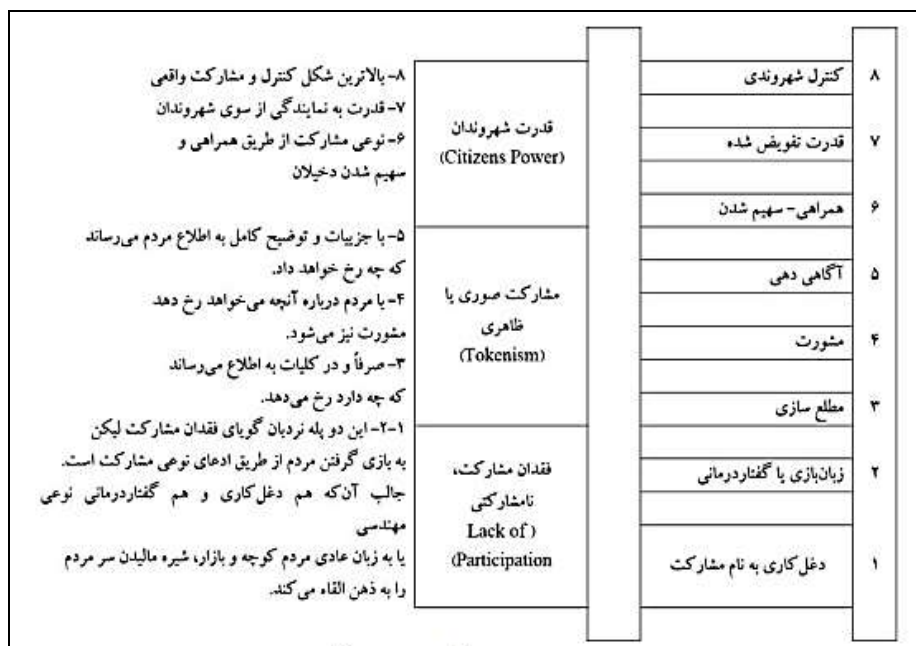 ۸ کنترل شهروندی
۷ قدرت تفویض شده
۶ همراهی- سهیم شدن
۵ آگاهی دهی
۴ مشورت
۳ مطلع سازی
۲ زبان‌بازی یا گفتاردرمانی
۱ دغل‌کاری به نام مشارکت
قدرت شهروندان
(Citizens Power)
مشارکت صوری یا
ظاهری
(Tokenism)
فقدان مشارکت،
نامشارکتی
Lack of )
(Participation
۸- بالاترین شکل کنترل و مشارکت واقعی
۷- قدرت به نمایندگی از سوی شهروندان
۶- نوعی مشارکت از طریق همراهی و
سهیم شدن دخیلان
۵- با جزییات و توضیح کامل به اطلاع مردم می‌رساند
که چه رخ خواهد داد.
۴- با مردم درباره آنچه می‌خواهد رخ دهد
مشورت نیز می‌شود.
۳- صرفاً و در کلیات به اطلاع می‌رساند
که چه دارد رخ می‌دهد.
۲-۱- این دو پله نردبان گویای فقدان مشارکت لیکن
به بازی گرفتن مردم از طریق ادعای نوعی مشارکت است.
جالب آن‌که هم دغل‌کاری و هم گفتاردرمانی نوعی
مهندسی
یا به زبان عادی مردم کوچه و بازار، شیره مالیدن سر مردم
را به ذهن القاء می‌کند.